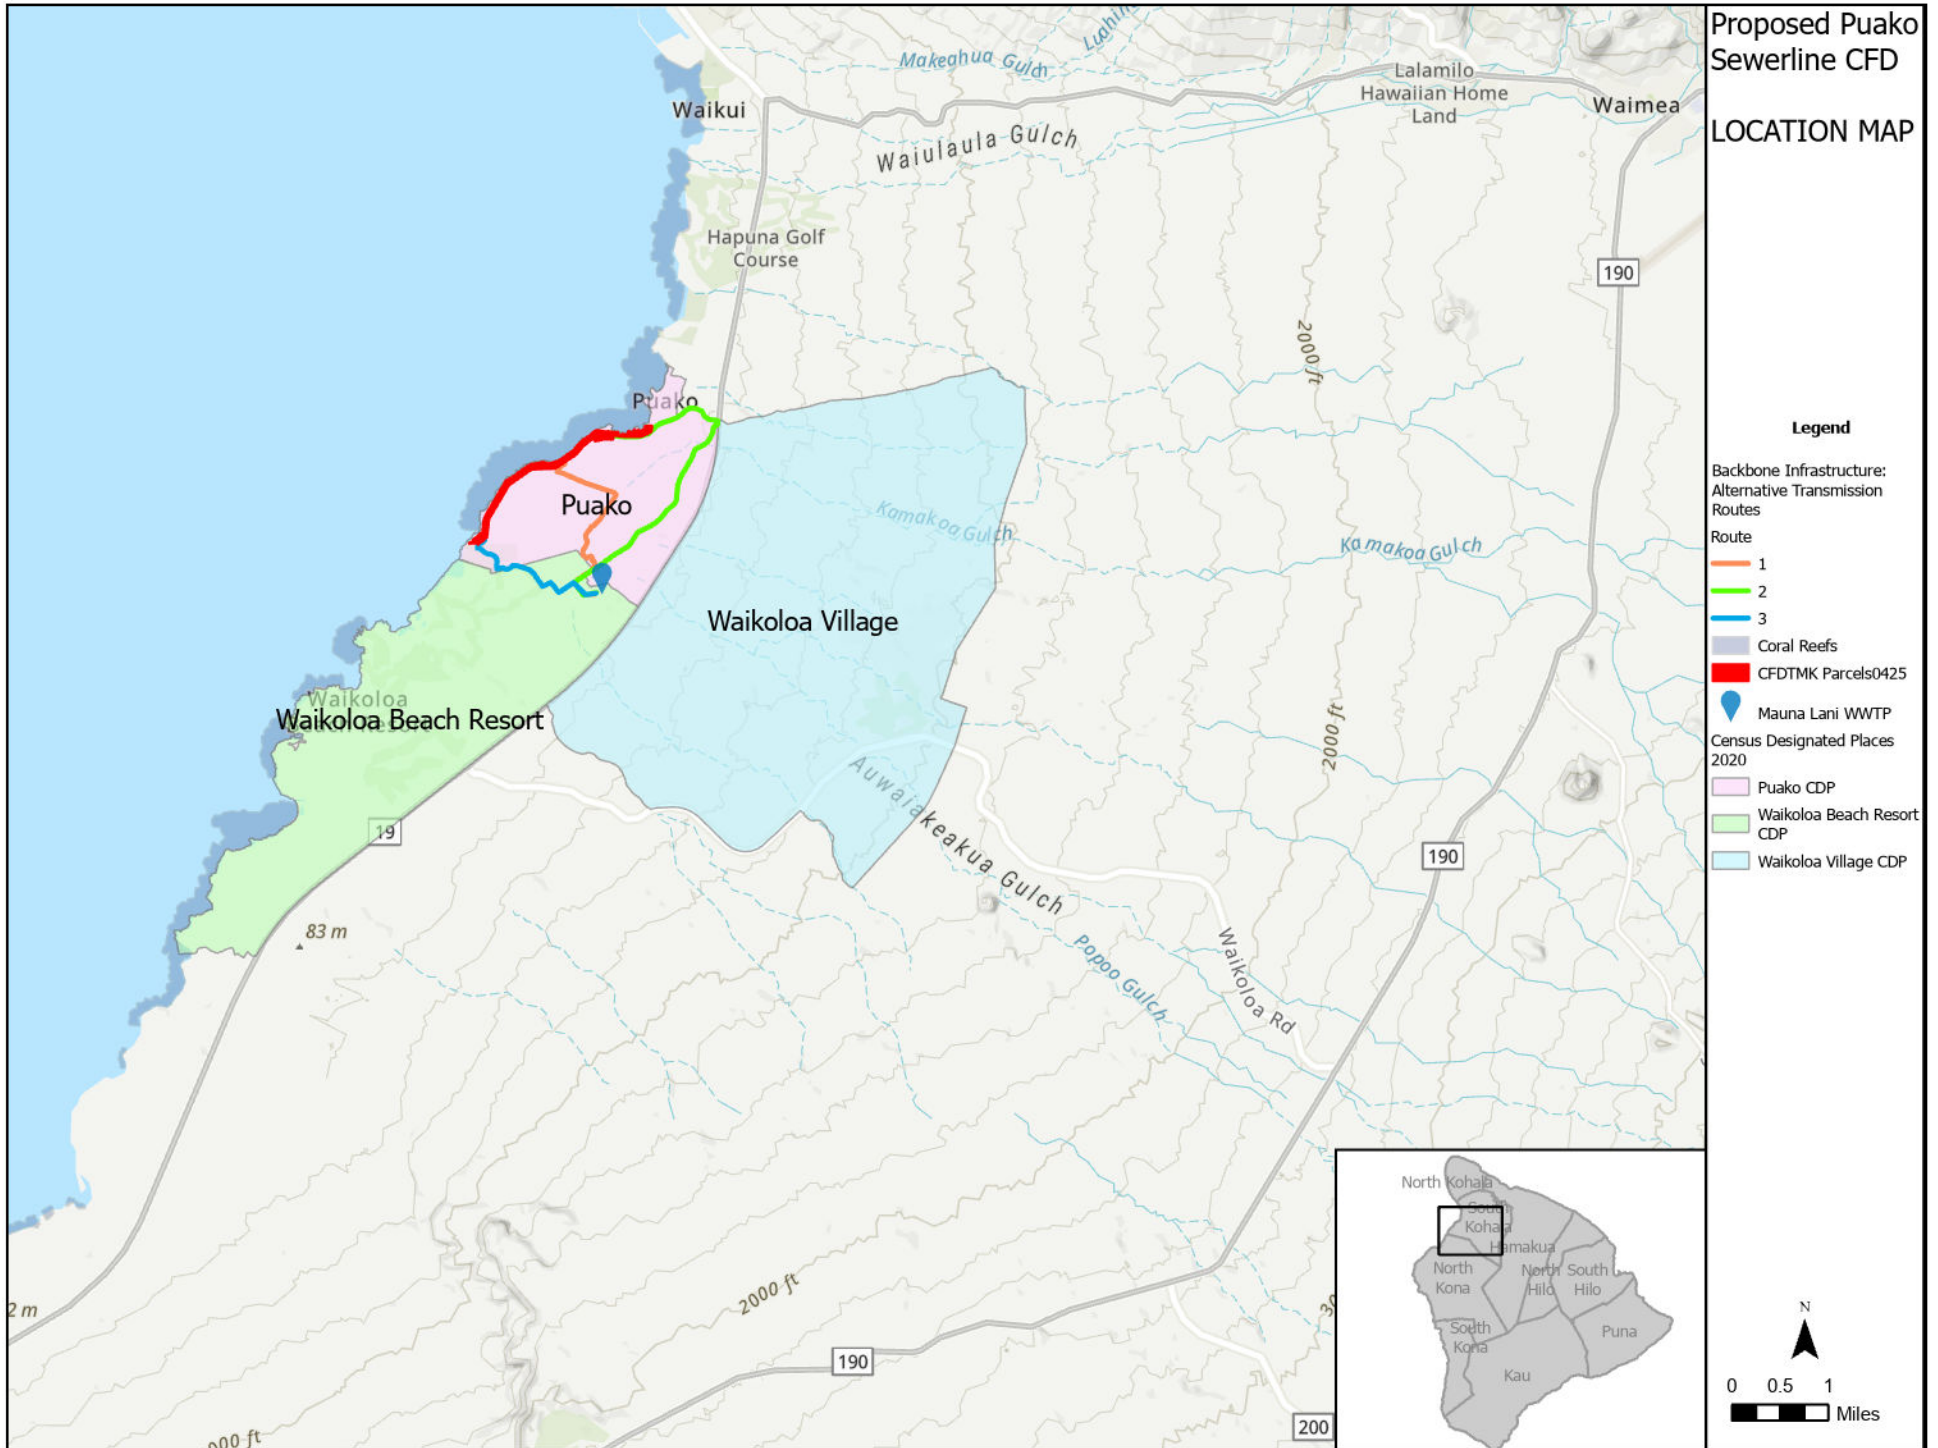 Proposed Puako
Sewerline CFD
LOCATION MAP
Makeahua Gulch
Waikui
Lalamilo
Hawaiian Home
Land
Waimea
Waiulaula Gulch
Hapuna Golf
Course
190
2000 ft
Puako
Puako
Kamakoa Gulch
Kamakoa Gulch
Waikoloa Village
Waikoloa
Waikoloa Beach Resort
19
Auwaiakeakua Gulch
190
83 m
Popoo Gulch
Waikoloa Rd
2000 ft
2000 ft
2 m
190
200
000 ft
Legend
Backbone Infrastructure:
Alternative Transmission
Routes
Route
1
2
3
Coral Reefs
CFDTMK Parcels0425
Mauna Lani WWTP
Census Designated Places
2020
Puako CDP
Waikoloa Beach Resort
CDP
Waikoloa Village CDP
North Kohala
South
Kohala
Hamakua
North
Kona
North
Hilo
South
Hilo
South
Kona
Puna
Kau
N
0 0.5 1
Miles